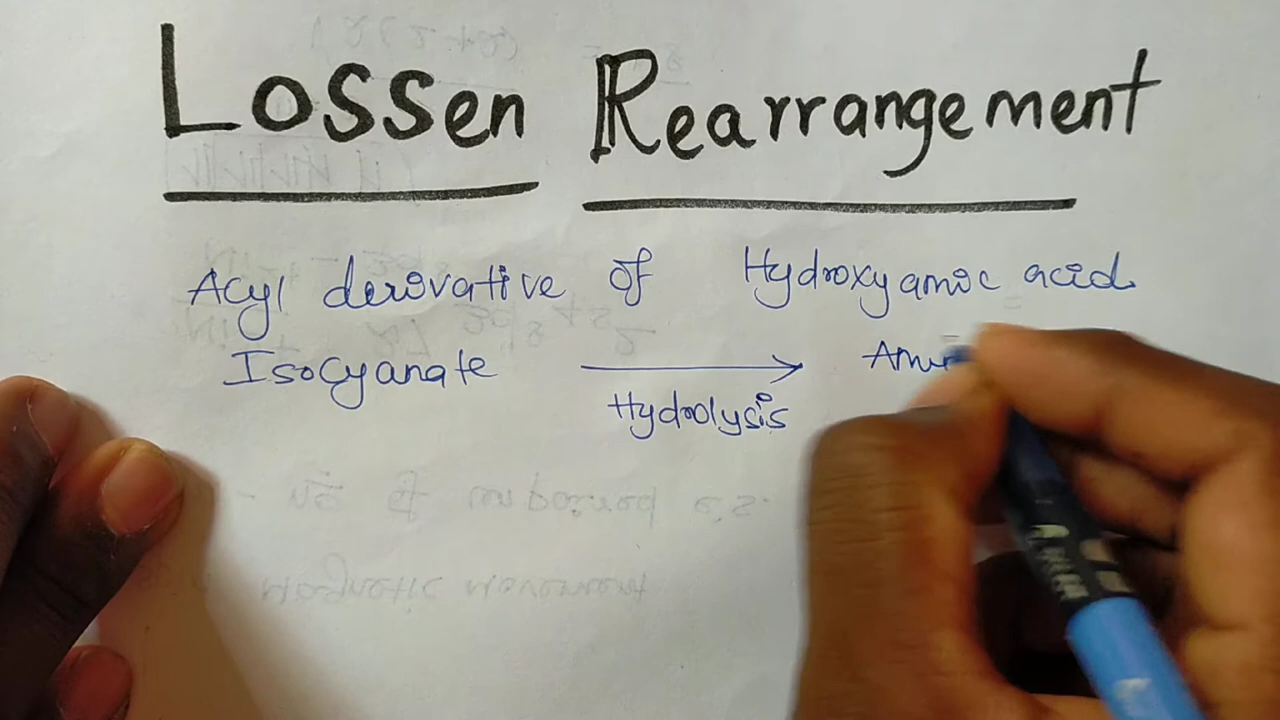 Lossen Rearrangement
Acyl derivative of Hydroxyamic acid
Isocyanate
Hydrolysis